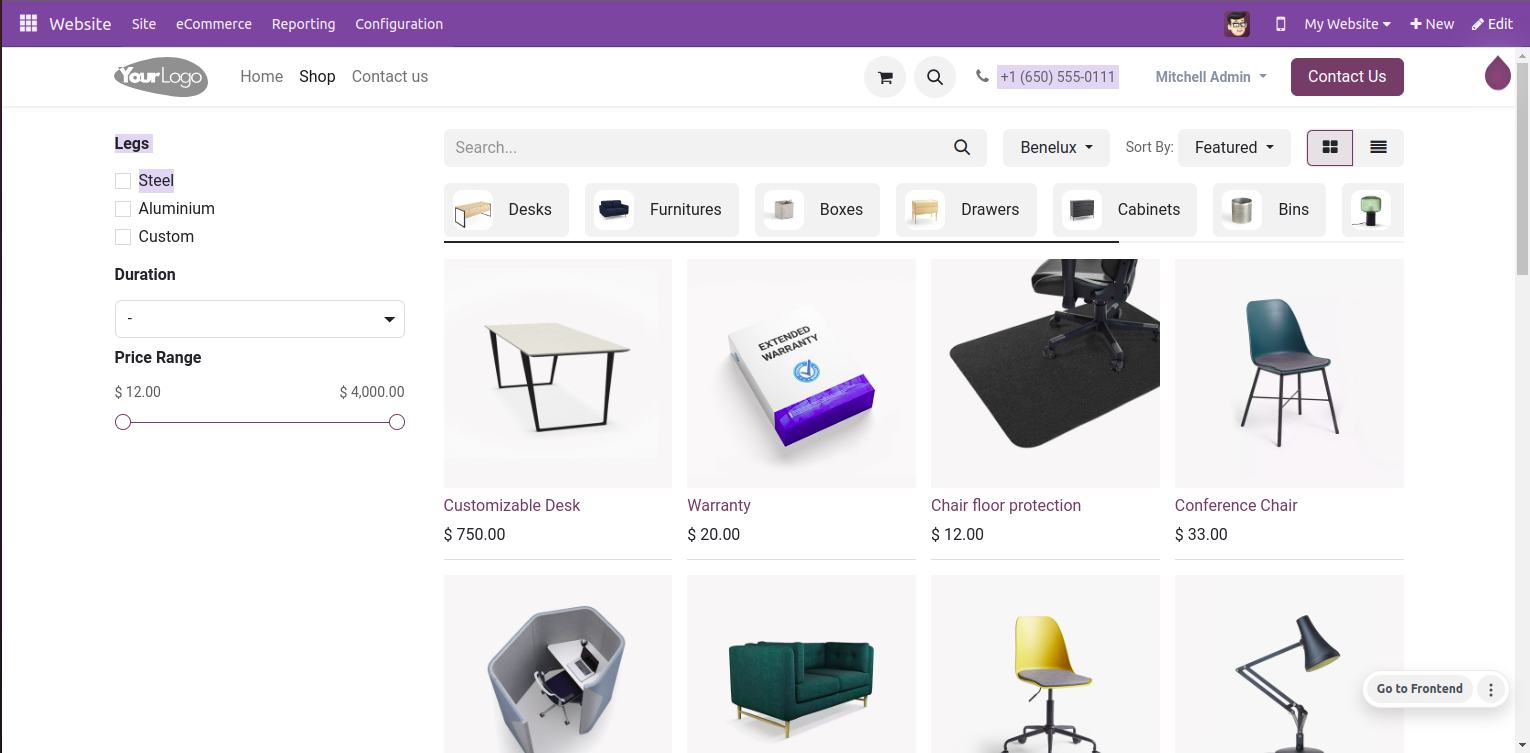 Website Site eCommerce Reporting Configuration My Website New Edit
YourLogo Home Shop Contact us +1 (650) 555-0111 Mitchell Admin Contact Us
Legs
Steel
Aluminium
Custom
Duration
-
Price Range
$ 12.00 $ 4,000.00
Search... Benelux Sort By: Featured
Desks Furnitures Boxes Drawers Cabinets Bins
EXTENDED
WARRANTY
Customizable Desk Warranty Chair floor protection Conference Chair
$ 750.00 $ 20.00 $ 12.00 $ 33.00
Go to Frontend